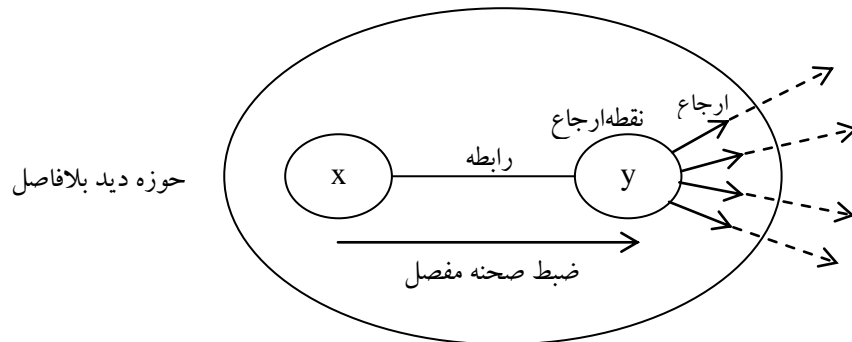 ارجاع
نقطه‌ارجاع
x
رابطه
y
حوزه دید بلافاصل
ضبط صحنه مفصل